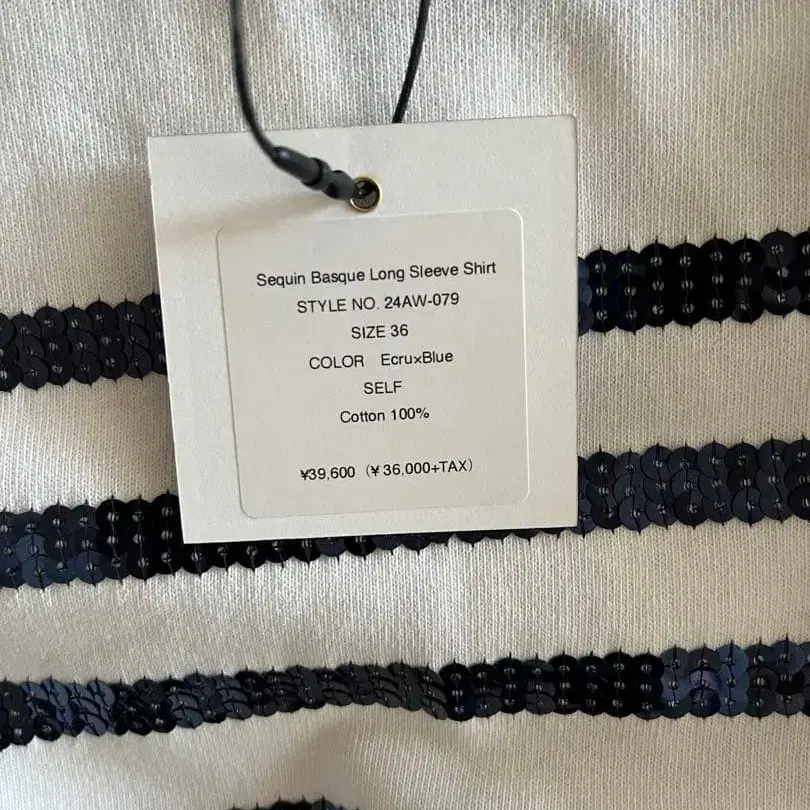 Sequin Basque Long Sleeve Shirt
STYLE NO. 24AW-079
SIZE 36
COLOR Ecru×Blue
SELF
Cotton 100%
¥39,600（¥36,000+TAX）